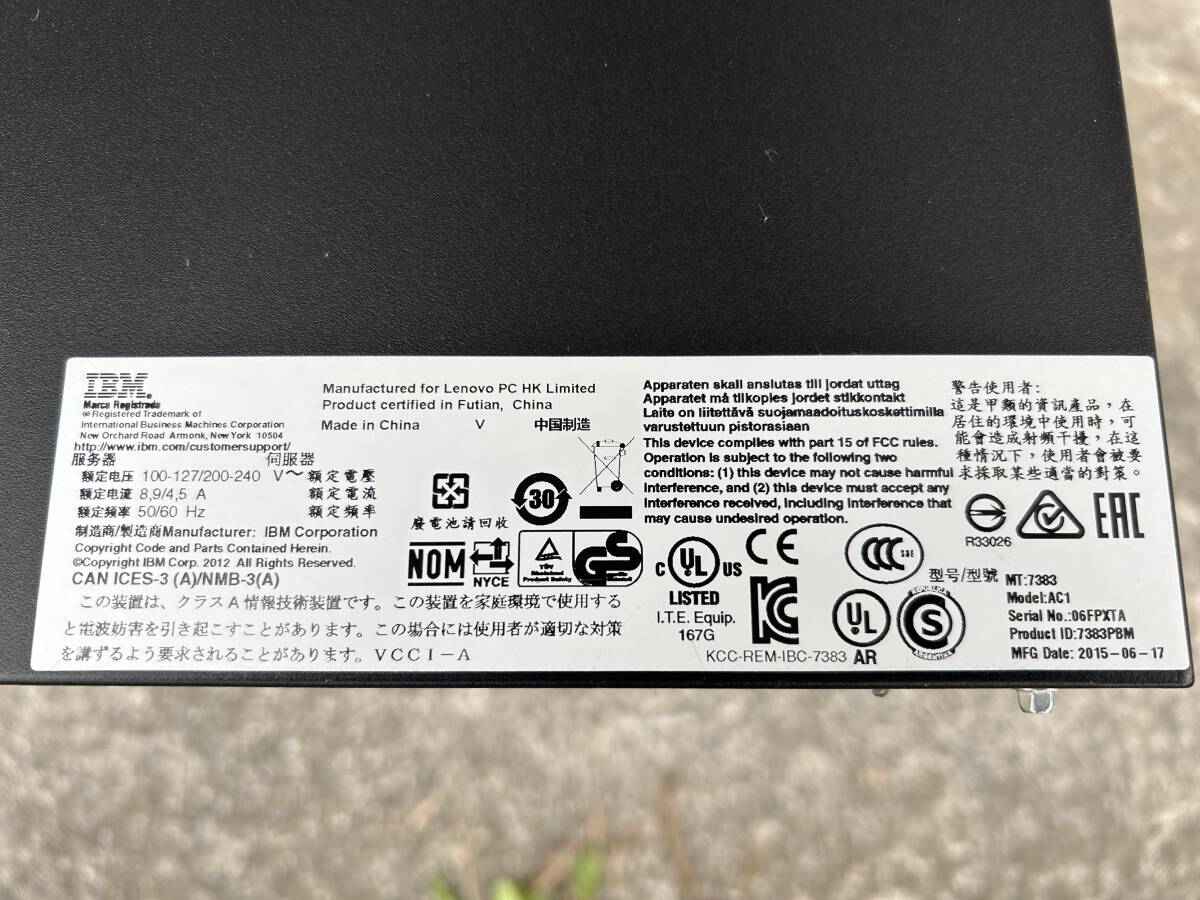 IBM.
Marca Registrada
® Registered Trademark of
International Business Machines Corporation
New Orchard Road Armonk, New York 10504
http://www.ibm.com/customersupport/
服务器 伺服器
额定电压 100-127/200-240 V～ 額定電壓
额定电流 8,9/4,5 A 額定電流
额定频率 50/60 Hz 額定頻率
制造商/製造商Manufacturer: IBM Corporation
Copyright Code and Parts Contained Herein.
©Copyright IBM Corp. 2012 All Rights Reserved.
CAN ICES-3 (A)/NMB-3(A)
この装置は、クラスA情報技術装置です。この装置を家庭環境で使用する
と電波妨害を引き起こすことがあります。この場合には使用者が適切な対策
を講ずるよう要求されることがあります。VCCI-A
Manufactured for Lenovo PC HK Limited
Product certified in Futian, China
Made in China V 中国制造
廢電池請回收
30
NOM
NYCE
TÜV
Rheinland
Product Safety
GS
Apparaten skall anslutas till jordat uttag
Apparatet må tilkoples jordet stikkontakt
Laite on liitettävä suojamaadoituskoskettimilla
varustettuun pistorasiaan
This device complies with part 15 of FCC rules.
Operation is subject to the following two
conditions: (1) this device may not cause harmful
interference, and (2) this device must accept any
interference received, including interference that
may cause undesired operation.
C UL US
LISTED
I.T.E. Equip.
167G
CE
KCC-REM-IBC-7383
CCC S&E
UL
AR
REPUBLICA
S
ARGENTINA
警告使用者:
這是甲類的資訊產品，在
居住的環境中使用時，可
能會造成射頻干擾，在這
種情況下，使用者會被要
求採取某些適當的對策。
R33026
EAC
型号/型號 MT:7383
Model:AC1
Serial No.:06FPXTA
Product ID:7383PBM
MFG Date: 2015-06-17